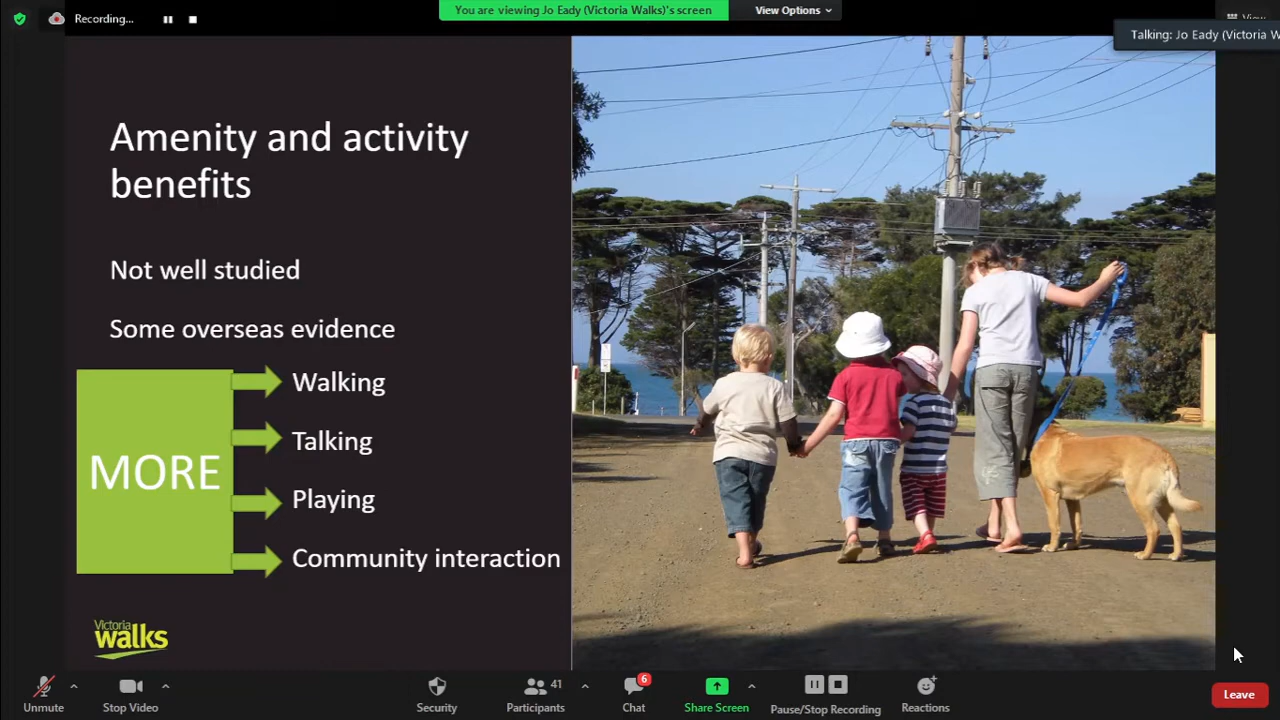 Recording...
You are viewing Jo Eady (Victoria Walks)'s screen
View Options
View
Talking: Jo Eady (Victoria W
Amenity and activity
benefits
Not well studied
Some overseas evidence
MORE
Walking
Talking
Playing
Community interaction
Victoria
walks
Unmute
Stop Video
Security
41
Participants
6
Chat
Share Screen
Pause/Stop Recording
Reactions
Leave